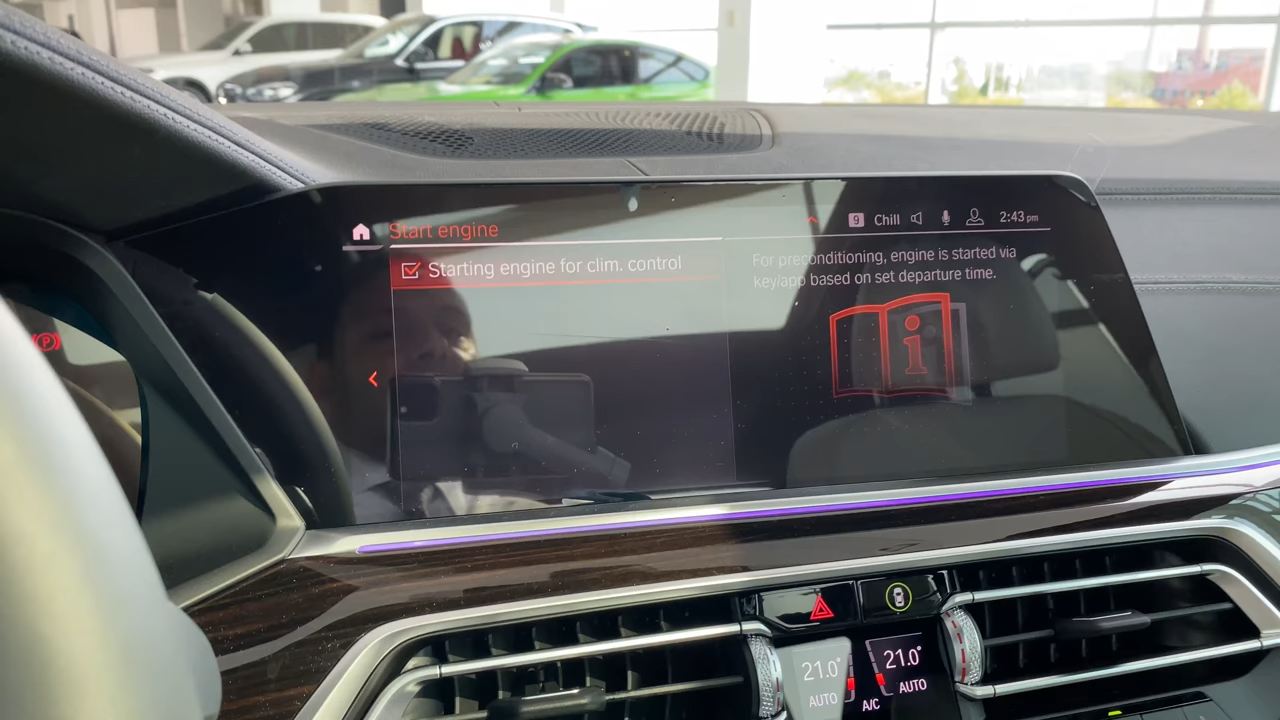 Start engine
9 Chill 2:43 pm
Starting engine for clim. control
For preconditioning, engine is started via
key/app based on set departure time.
i
(P)
21.0° 21.0°
AUTO A/C AUTO